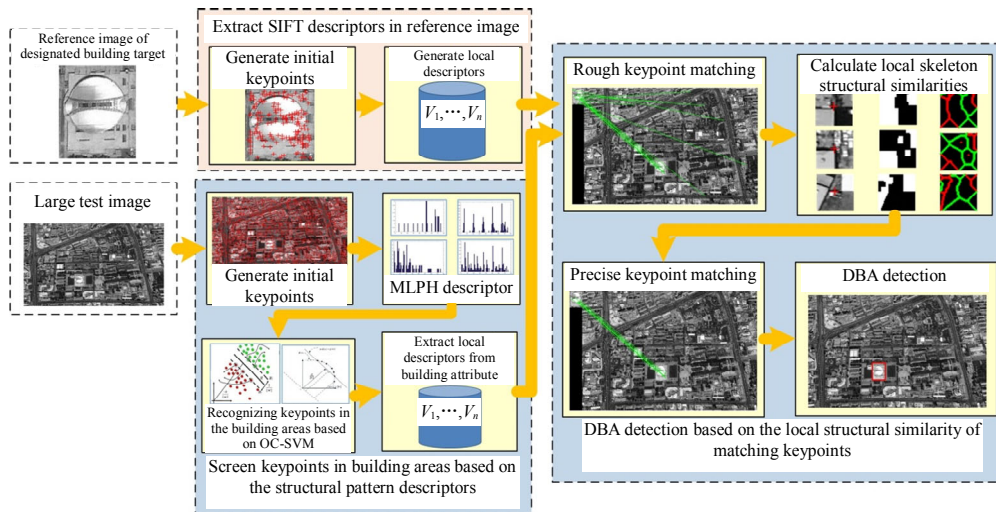 Reference image of
designated building target
Extract SIFT descriptors in reference image
Generate initial
keypoints
Generate local
descriptors
V1,···,Vn
Large test image
Generate initial
keypoints
MLPH descriptor
Recognizing keypoints in
the building areas based
on OC-SVM
Extract local
descriptors from
building attribute
V1,···,Vn
Screen keypoints in building areas based on
the structural pattern descriptors
Rough keypoint matching
Calculate local skeleton
structural similarities
Precise keypoint matching
DBA detection
DBA detection based on the local structural similarity of
matching keypoints